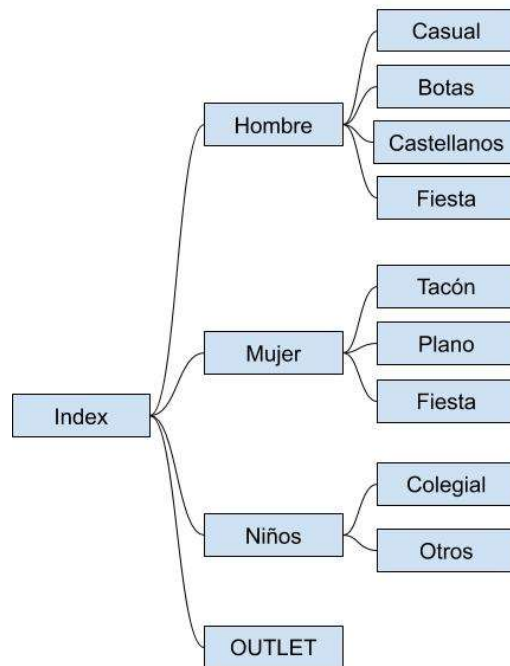 Index
Hombre
Casual
Botas
Castellanos
Fiesta
Mujer
Tacón
Plano
Fiesta
Niños
Colegial
Otros
OUTLET